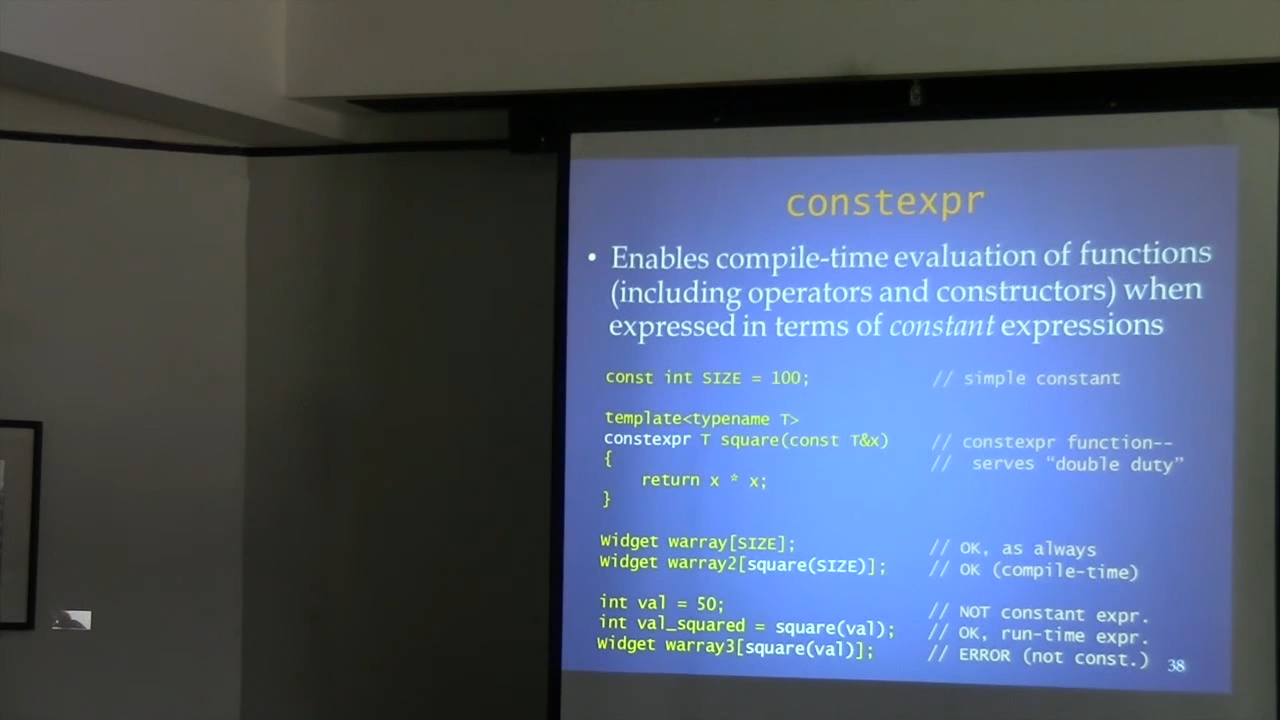 constexpr
• Enables compile-time evaluation of functions
(including operators and constructors) when
expressed in terms of constant expressions
const int SIZE = 100; // simple constant
template<typename T>
constexpr T square(const T&x) // constexpr function--
{ // serves “double duty”
return x * x;
}
Widget warray[SIZE]; // OK, as always
Widget warray2[square(SIZE)]; // OK (compile-time)
int val = 50; // NOT constant expr.
int val_squared = square(val); // OK, run-time expr.
Widget warray3[square(val)]; // ERROR (not const.)
38